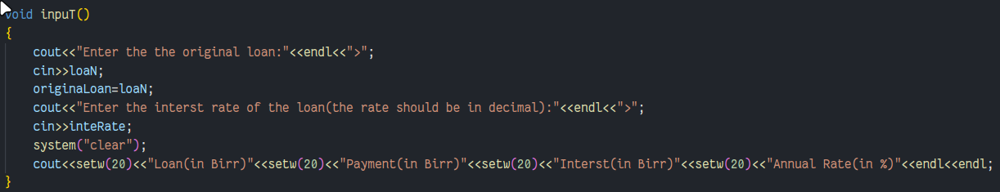 void inpuT()
{
cout<<"Enter the the original loan:"<<endl<<">";
cin>>loaN;
originaLoan=loaN;
cout<<"Enter the interst rate of the loan(the rate should be in decimal):"<<endl<<">";
cin>>inteRate;
system("clear");
cout<<setw(20)<<"Loan(in Birr)"<<setw(20)<<"Payment(in Birr)"<<setw(20)<<"Interst(in Birr)"<<setw(20)<<"Annual Rate(in %)"<<endl<<endl;
}